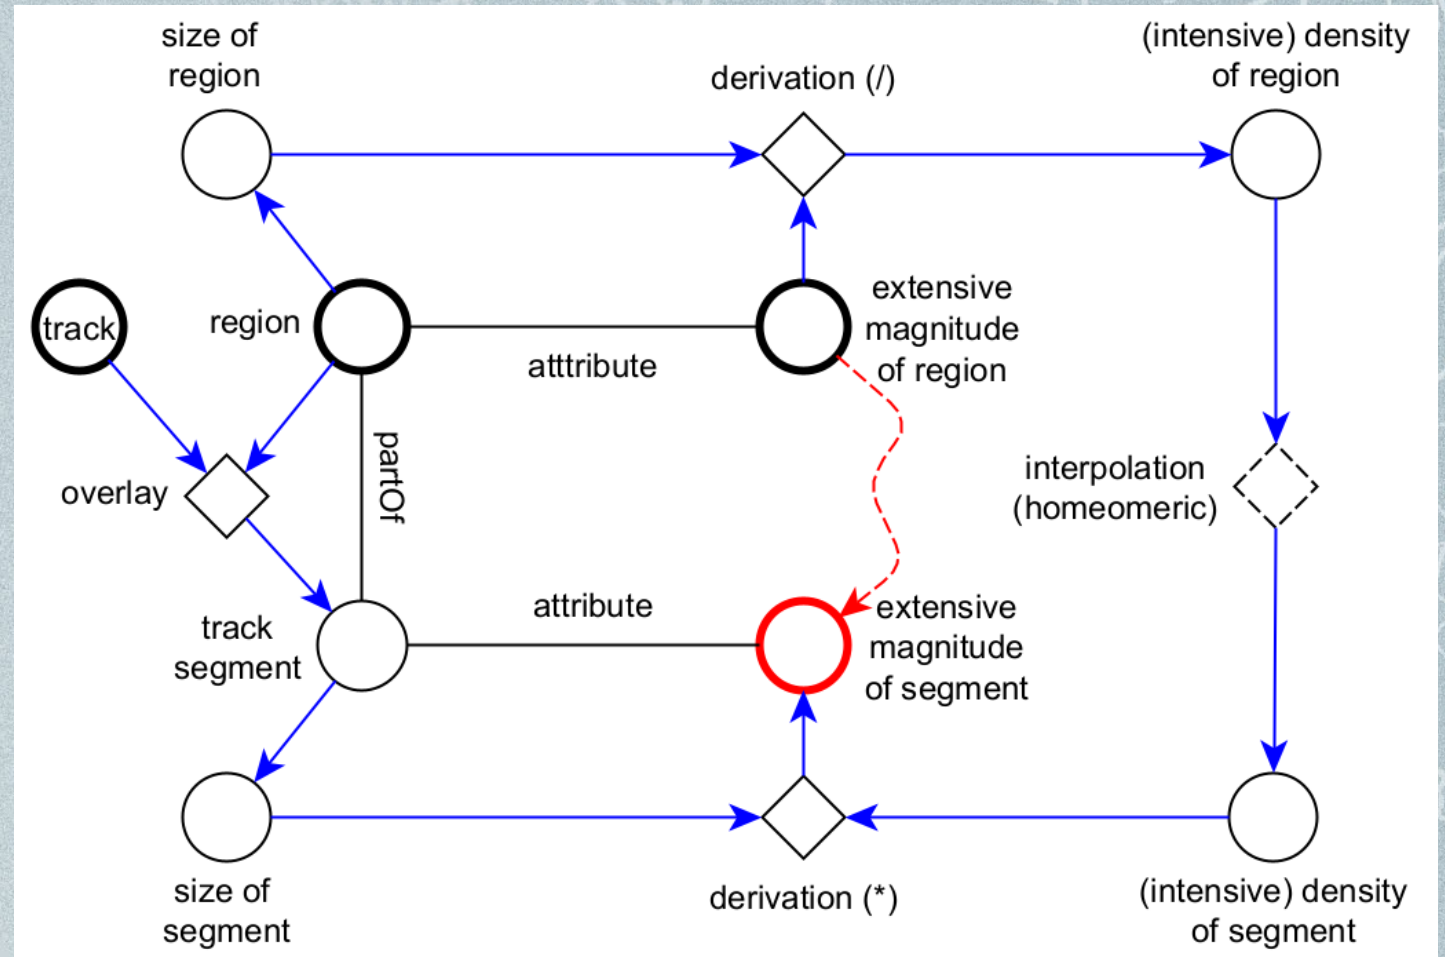 size of
region
derivation (/)
(intensive) density
of region
track
region
atttribute
extensive
magnitude
of region
partOf
overlay
interpolation
(homeomeric)
track
segment
attribute
extensive
magnitude
of segment
size of
segment
derivation (*)
(intensive) density
of segment